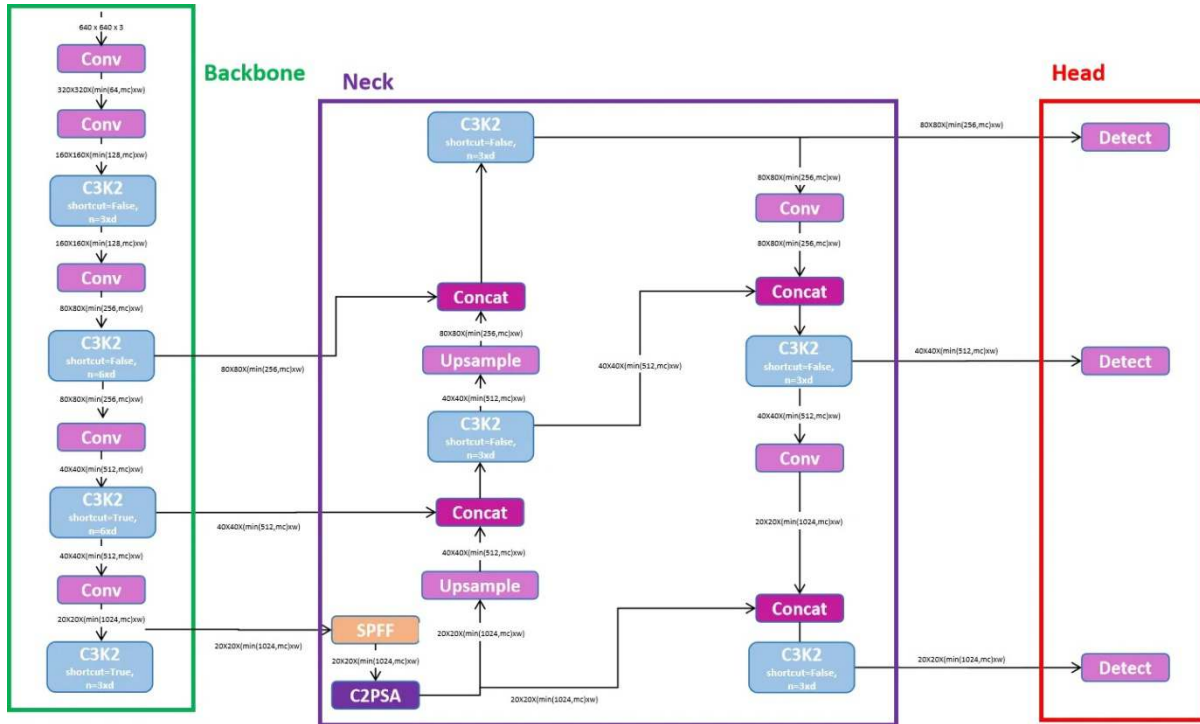 640 x 640 x 3
Conv
320X320X(min(64,mc)xw)
Conv
160X160X(min(128,mc)xw)
C3K2
shortcut=False,
n=3xd
160X160X(min(128,mc)xw)
Conv
80X80X(min(256,mc)xw)
C3K2
shortcut=False,
n=6xd
80X80X(min(256,mc)xw)
Conv
40X40X(min(512,mc)xw)
C3K2
shortcut=True,
n=6xd
40X40X(min(512,mc)xw)
Conv
20X20X(min(1024,mc)xw)
C3K2
shortcut=True,
n=3xd
Backbone
80X80X(min(256,mc)xw)
40X40X(min(512,mc)xw)
20X20X(min(1024,mc)xw)
Neck
C3K2
shortcut=False,
n=3xd
Concat
80X80X(min(256,mc)xw)
Upsample
40X40X(min(512,mc)xw)
C3K2
shortcut=False,
n=3xd
Concat
40X40X(min(512,mc)xw)
Upsample
20X20X(min(1024,mc)xw)
SPFF
20X20X(min(1024,mc)xw)
C2PSA
20X20X(min(1024,mc)xw)
40X40X(min(512,mc)xw)
80X80X(min(256,mc)xw)
Conv
80X80X(min(256,mc)xw)
Concat
C3K2
shortcut=False,
n=3xd
40X40X(min(512,mc)xw)
Conv
20X20X(min(1024,mc)xw)
Concat
C3K2
shortcut=False,
n=3xd
80X80X(min(256,mc)xw)
40X40X(min(512,mc)xw)
20X20X(min(1024,mc)xw)
Head
Detect
Detect
Detect